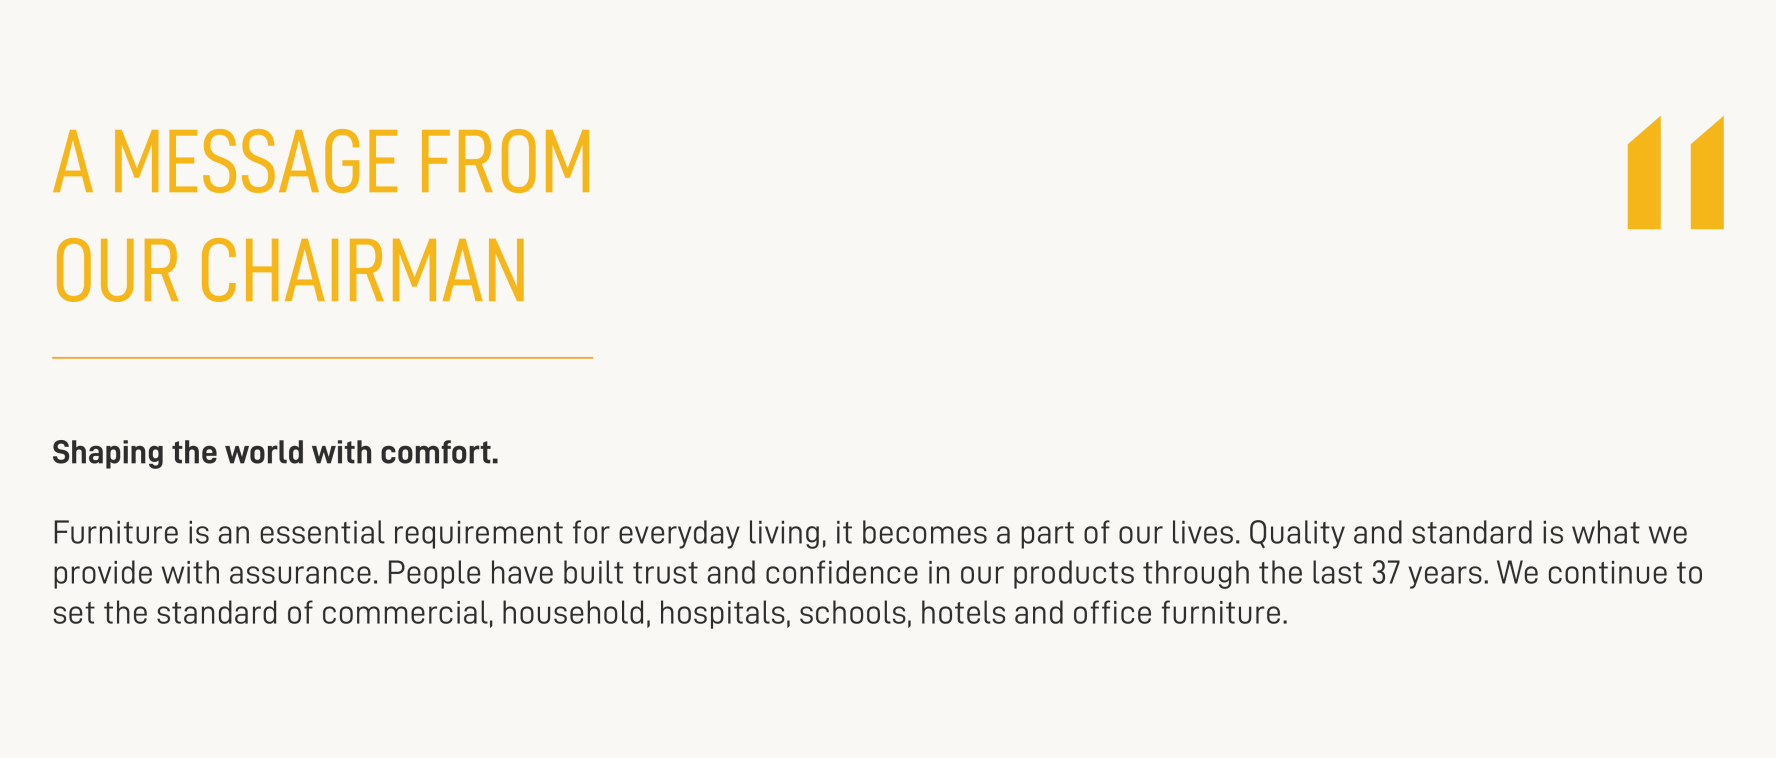 A MESSAGE FROM
OUR CHAIRMAN
Shaping the world with comfort.
Furniture is an essential requirement for everyday living, it becomes a part of our lives. Quality and standard is what we
provide with assurance. People have built trust and confidence in our products through the last 37 years. We continue to
set the standard of commercial, household, hospitals, schools, hotels and office furniture.